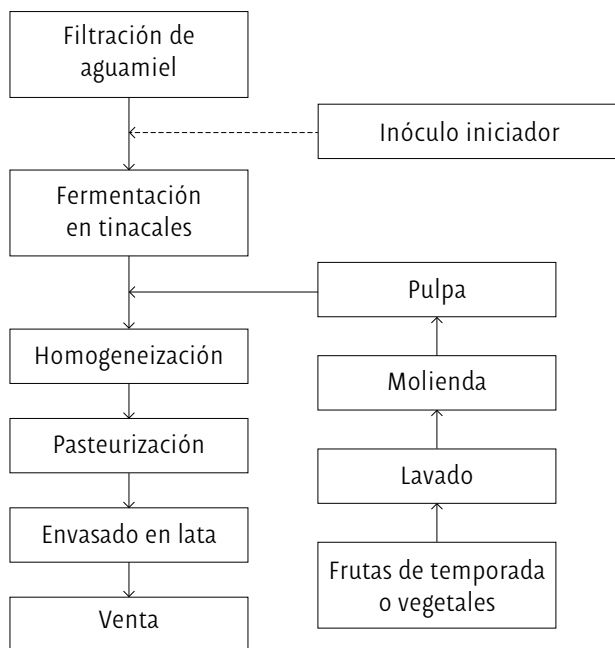 Filtración de
aguamiel
Inóculo iniciador
Fermentación
en tinacales
Pulpa
Homogeneización
Molienda
Pasteurización
Lavado
Envasado en lata
Frutas de temporada
o vegetales
Venta